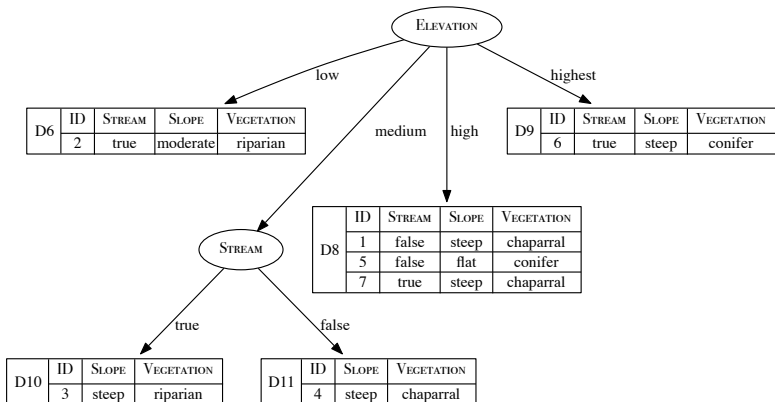 ELEVATION
low
medium
high
highest
D6
ID STREAM SLOPE VEGETATION
2 true moderate riparian
D9
ID STREAM SLOPE VEGETATION
6 true steep conifer
STREAM
D8
ID STREAM SLOPE VEGETATION
1 false steep chaparral
5 false flat conifer
7 true steep chaparral
true
false
D10
ID SLOPE VEGETATION
3 steep riparian
D11
ID SLOPE VEGETATION
4 steep chaparral